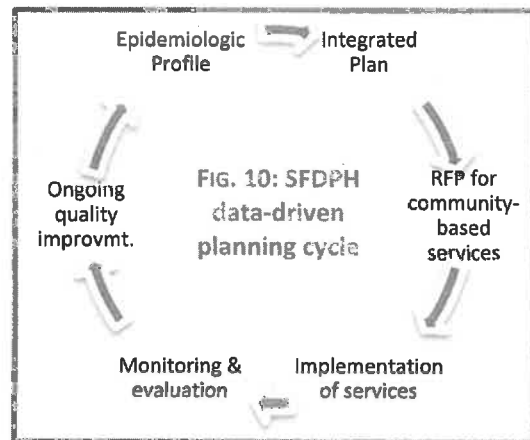 Epidemiologic
Profile
Integrated
Plan
RFP for
community-
based
services
Implementation
of services
Monitoring &
evaluation
Ongoing
quality
improvmt.
FIG. 10: SFDPH
data-driven
planning cycle